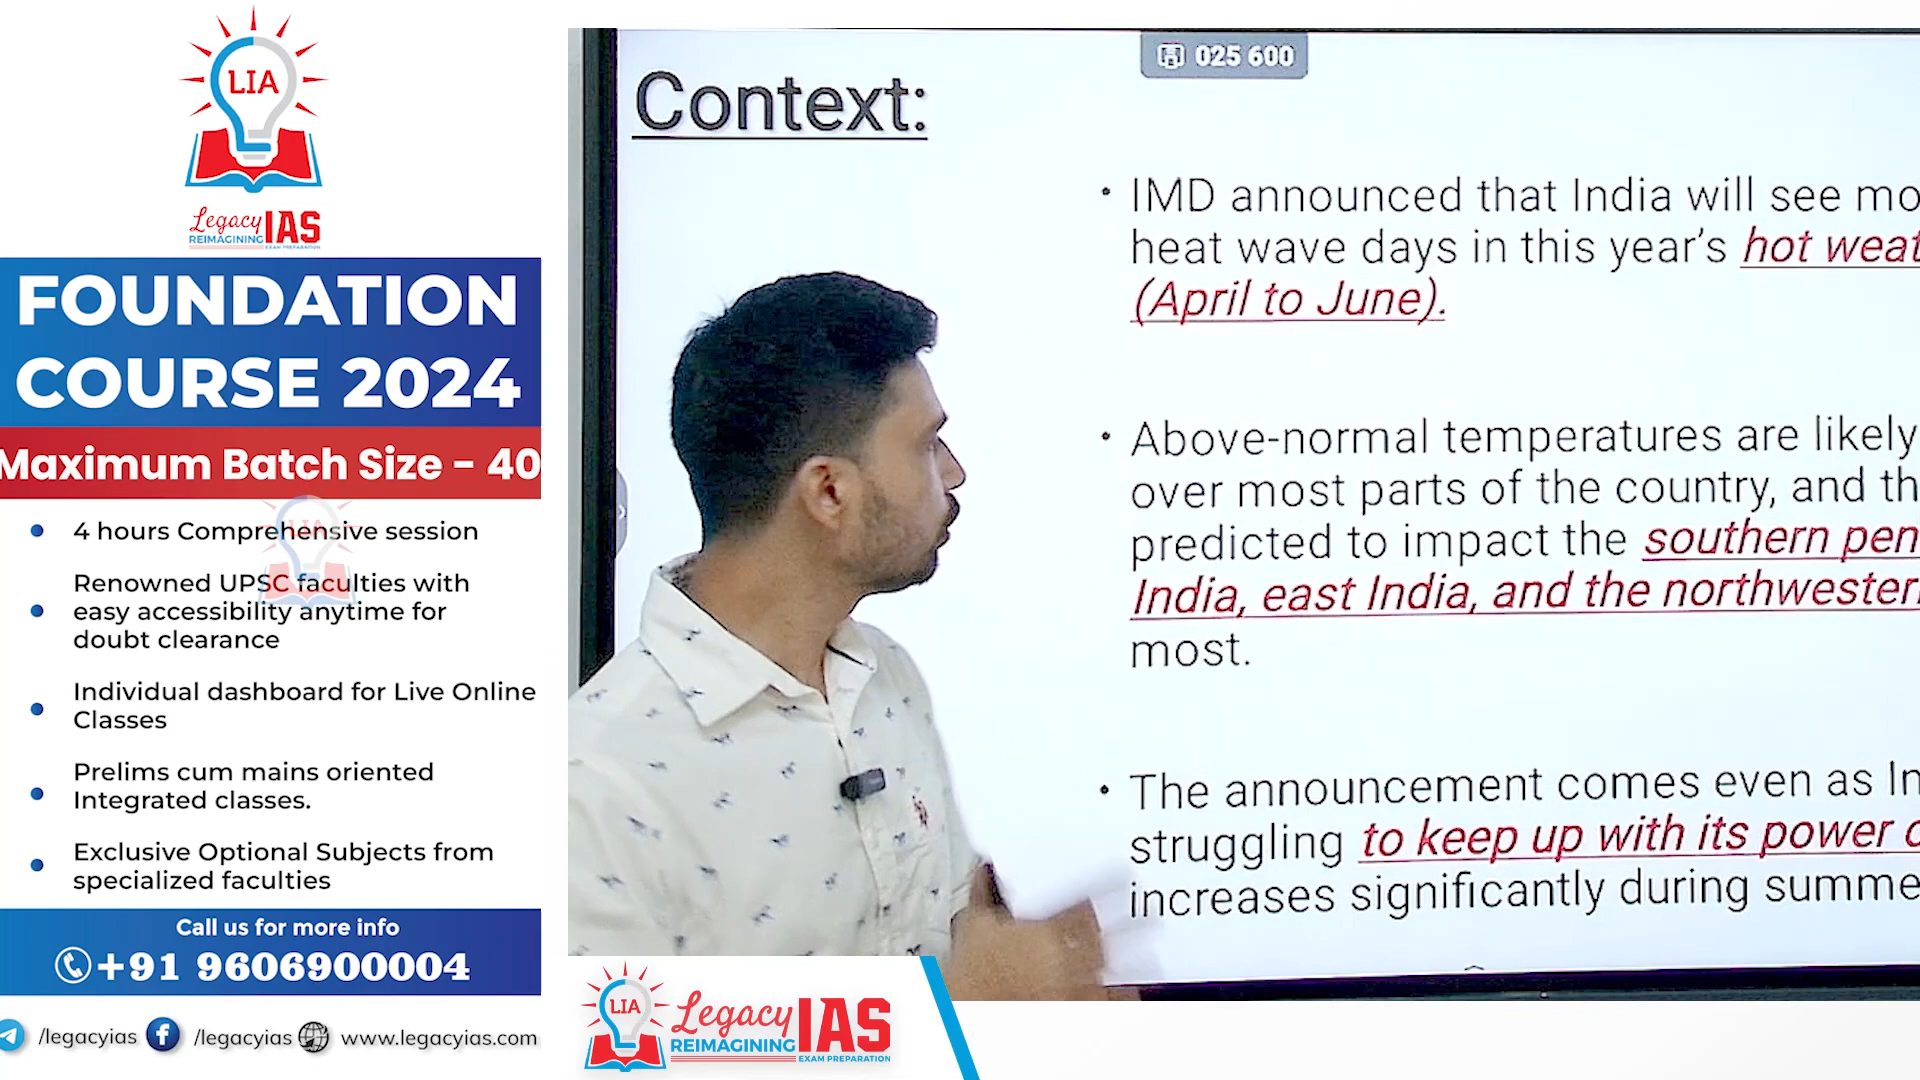 LIA
Legacy IAS
REIMAGINING
EXAM PREPARATION
FOUNDATION
COURSE 2024
Maximum Batch Size - 40
• 4 hours Comprehensive session
• Renowned UPSC faculties with
easy accessibility anytime for
doubt clearance
• Individual dashboard for Live Online
Classes
• Prelims cum mains oriented
Integrated classes.
• Exclusive Optional Subjects from
specialized faculties
Call us for more info
+91 9606900004
/legacyias /legacyias www.legacyias.com
025 600
Context:
• IMD announced that India will see mo
heat wave days in this year's hot weat
(April to June).
• Above-normal temperatures are likely
over most parts of the country, and th
predicted to impact the southern pen
India, east India, and the northwestern
most.
• The announcement comes even as In
struggling to keep up with its power
increases significantly during summe
LIA
Legacy IAS
REIMAGINING
EXAM PREPARATION